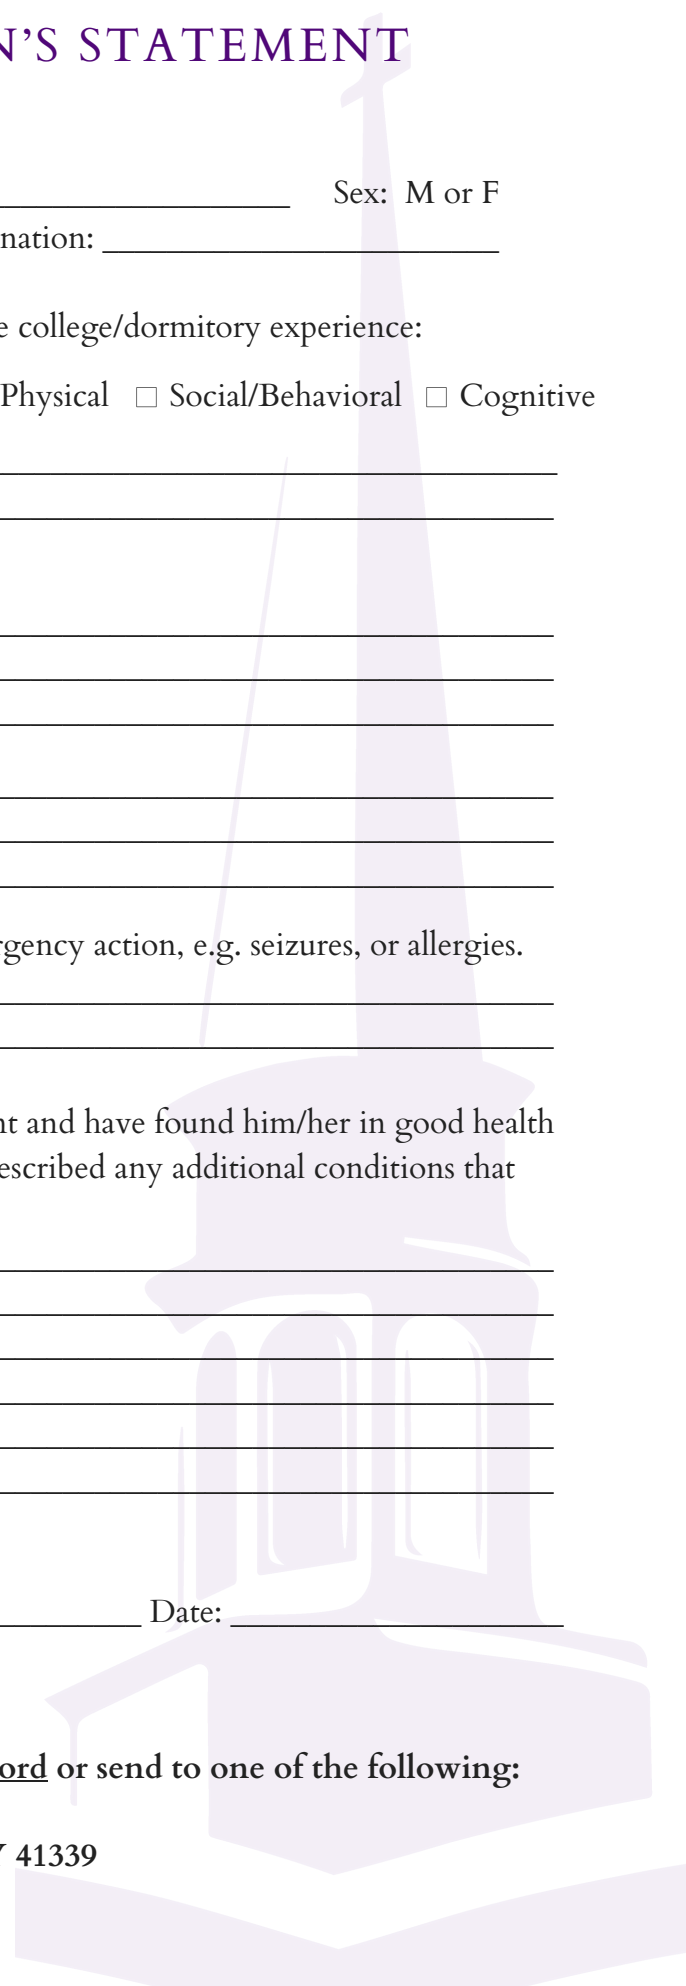 N'S STATEMENT
Sex: M or F
nation:
e college/dormitory experience:
Physical □ Social/Behavioral □ Cognitive
rgency action, e.g. seizures, or allergies.
nt and have found him/her in good health
escribed any additional conditions that
Date:
ord or send to one of the following:
Y 41339